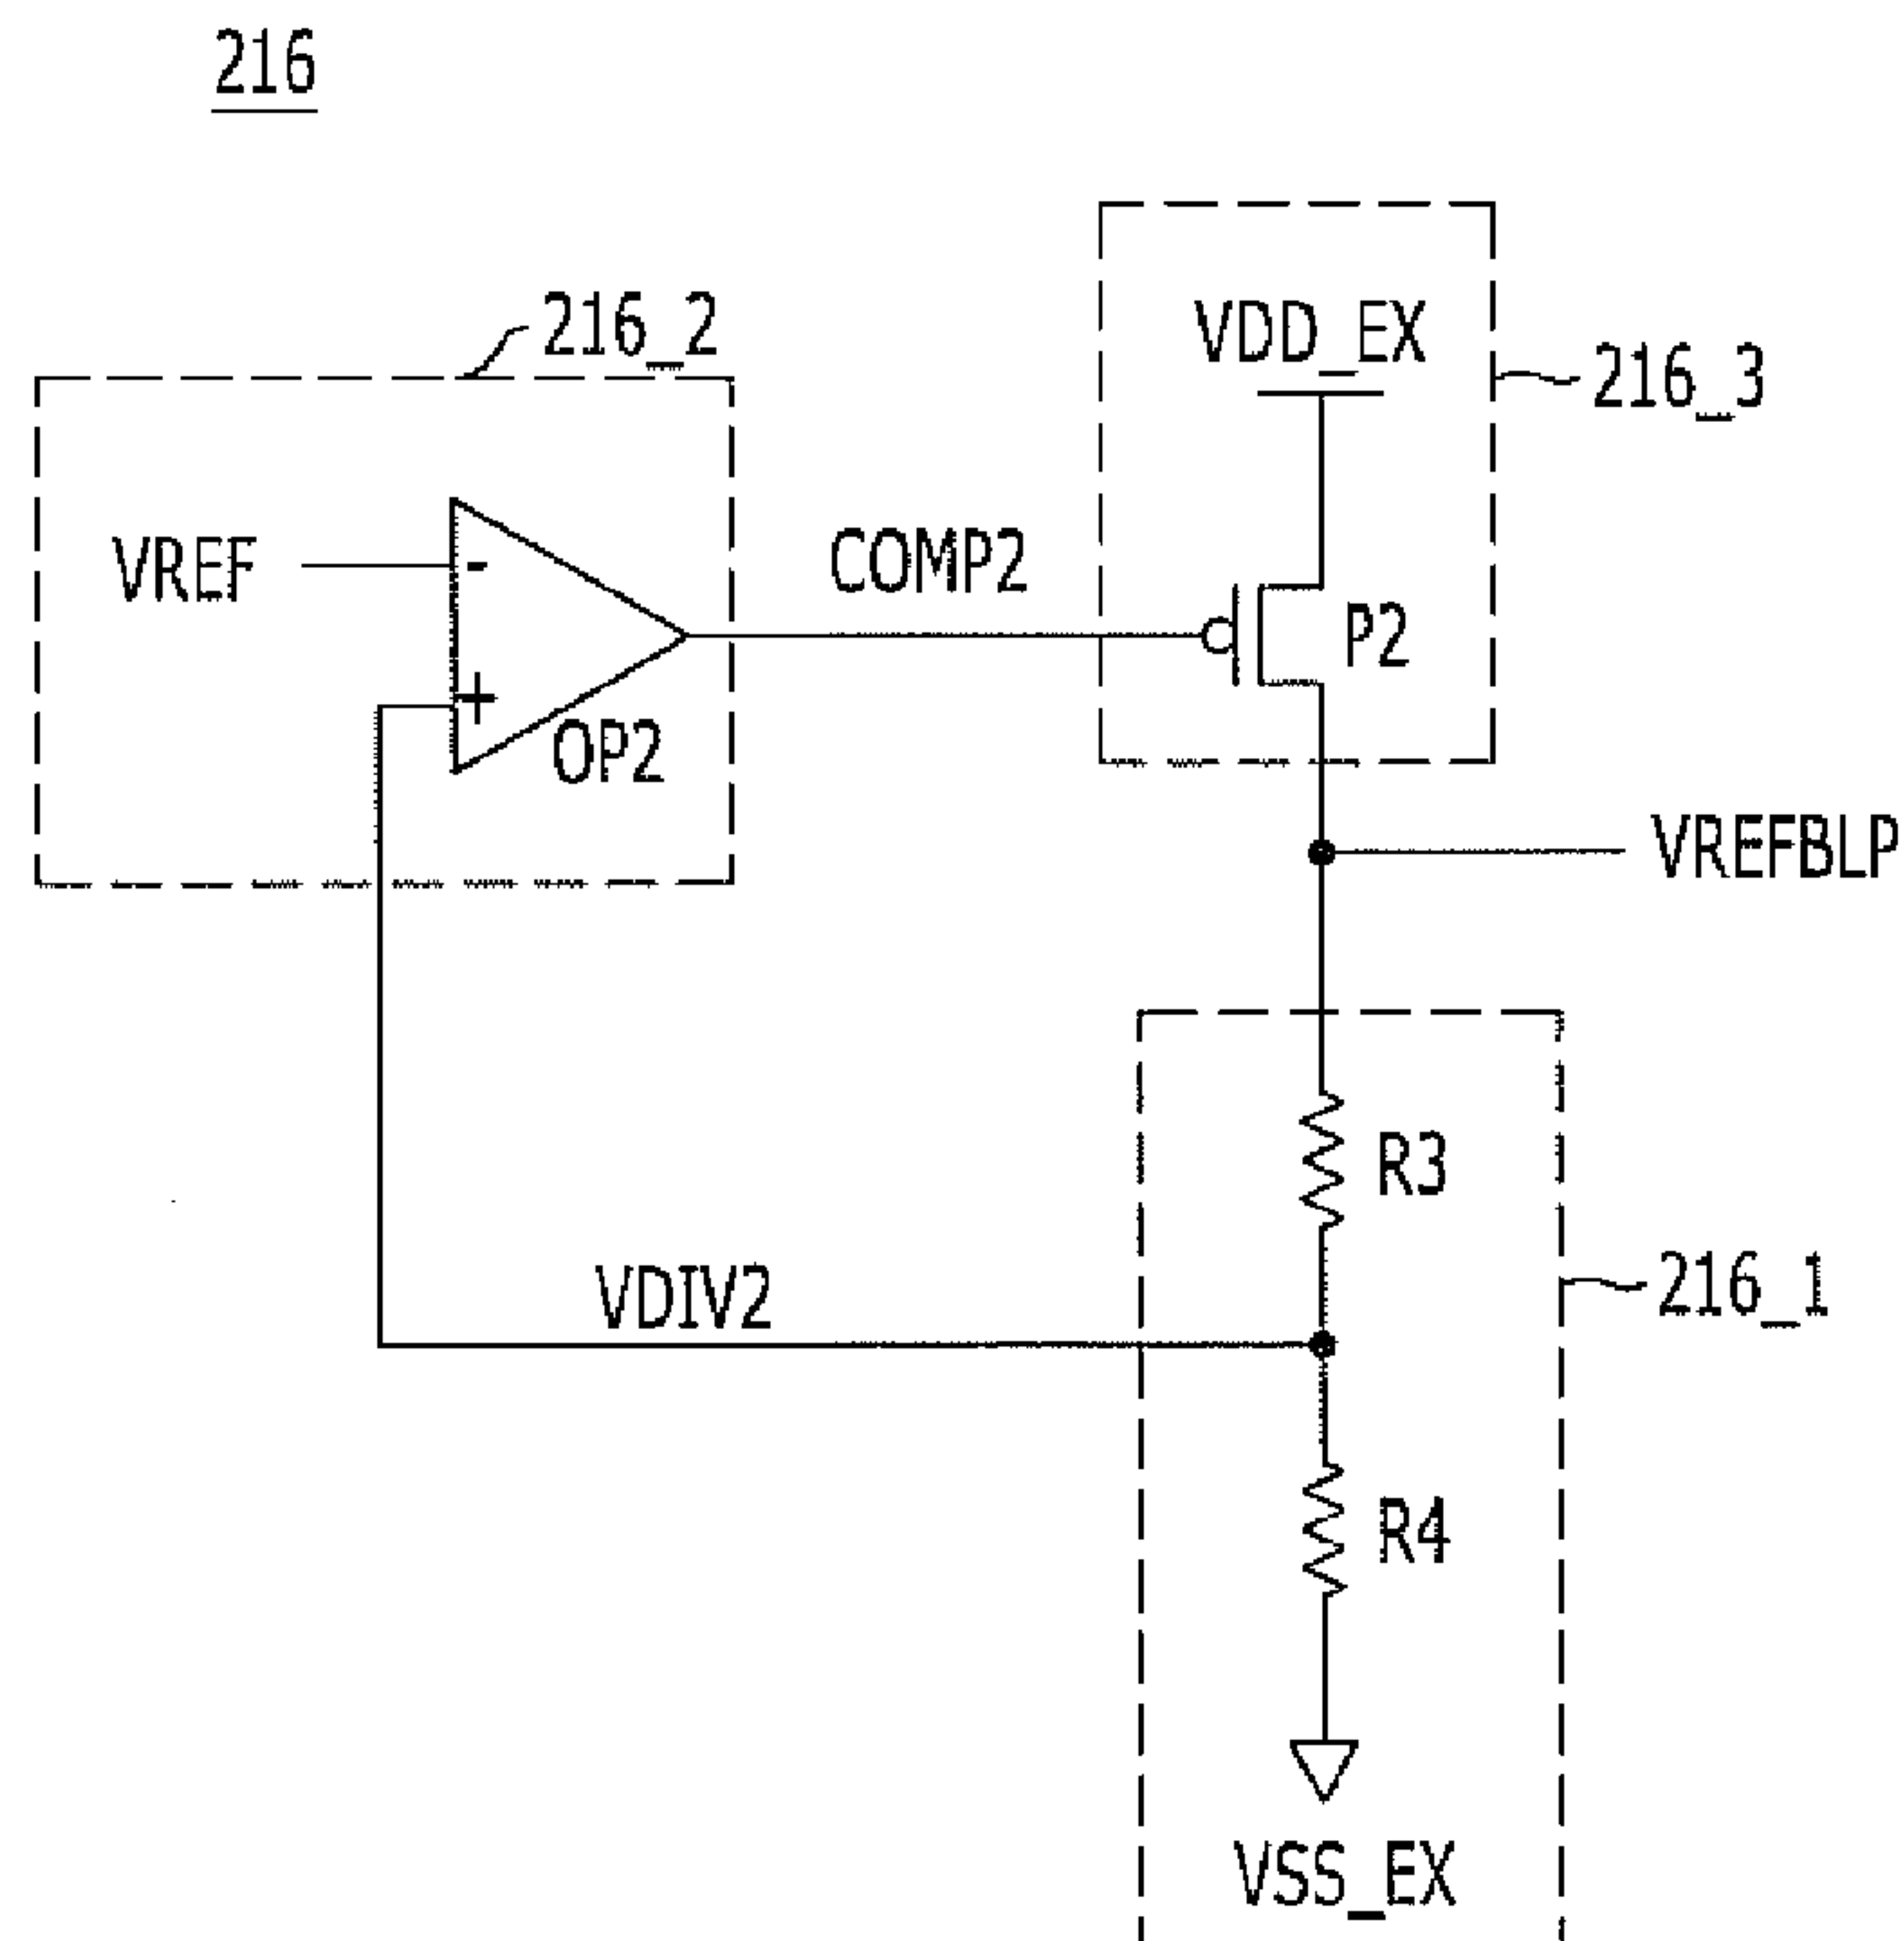 216
216_2
VDD_EX
216_3
VREF
-
COMP2
P2
+
OP2
VREFBLP
R3
VDIV2
216_1
R4
VSS_EX